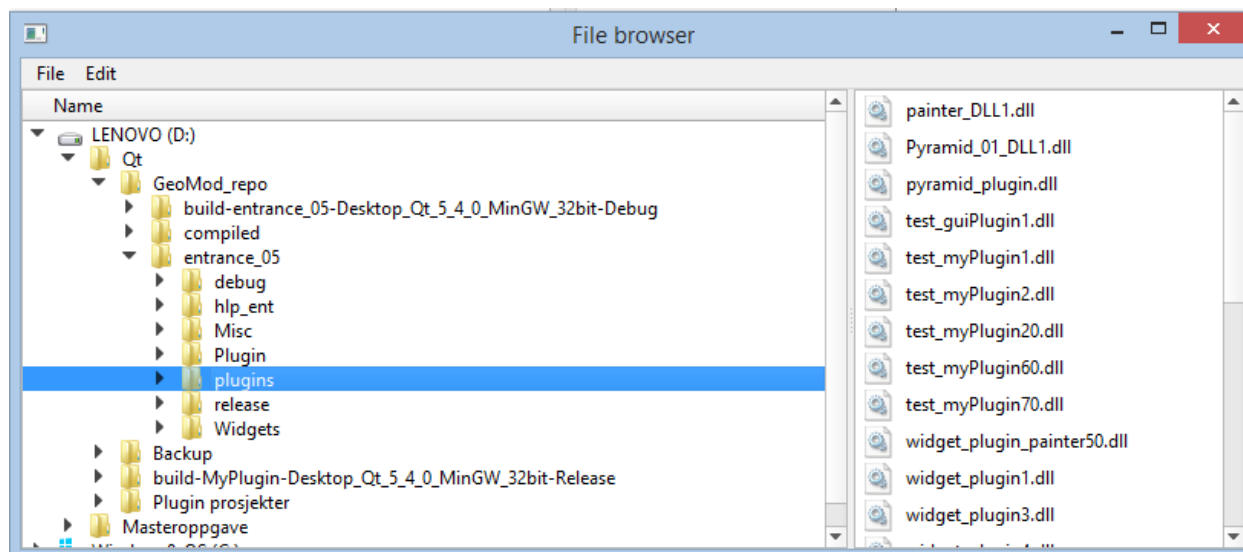 File browser
File Edit
Name
LENOVO (D:)
Qt
GeoMod_repo
build-entrance_05-Desktop_Qt_5_4_0_MinGW_32bit-Debug
compiled
entrance_05
debug
hlp_ent
Misc
Plugin
plugins
release
Widgets
Backup
build-MyPlugin-Desktop_Qt_5_4_0_MinGW_32bit-Release
Plugin prosjekter
Masteroppgave
painter_DLL1.dll
Pyramid_01_DLL1.dll
pyramid_plugin.dll
test_guiPlugin1.dll
test_myPlugin1.dll
test_myPlugin2.dll
test_myPlugin20.dll
test_myPlugin60.dll
test_myPlugin70.dll
widget_plugin_painter50.dll
widget_plugin1.dll
widget_plugin3.dll